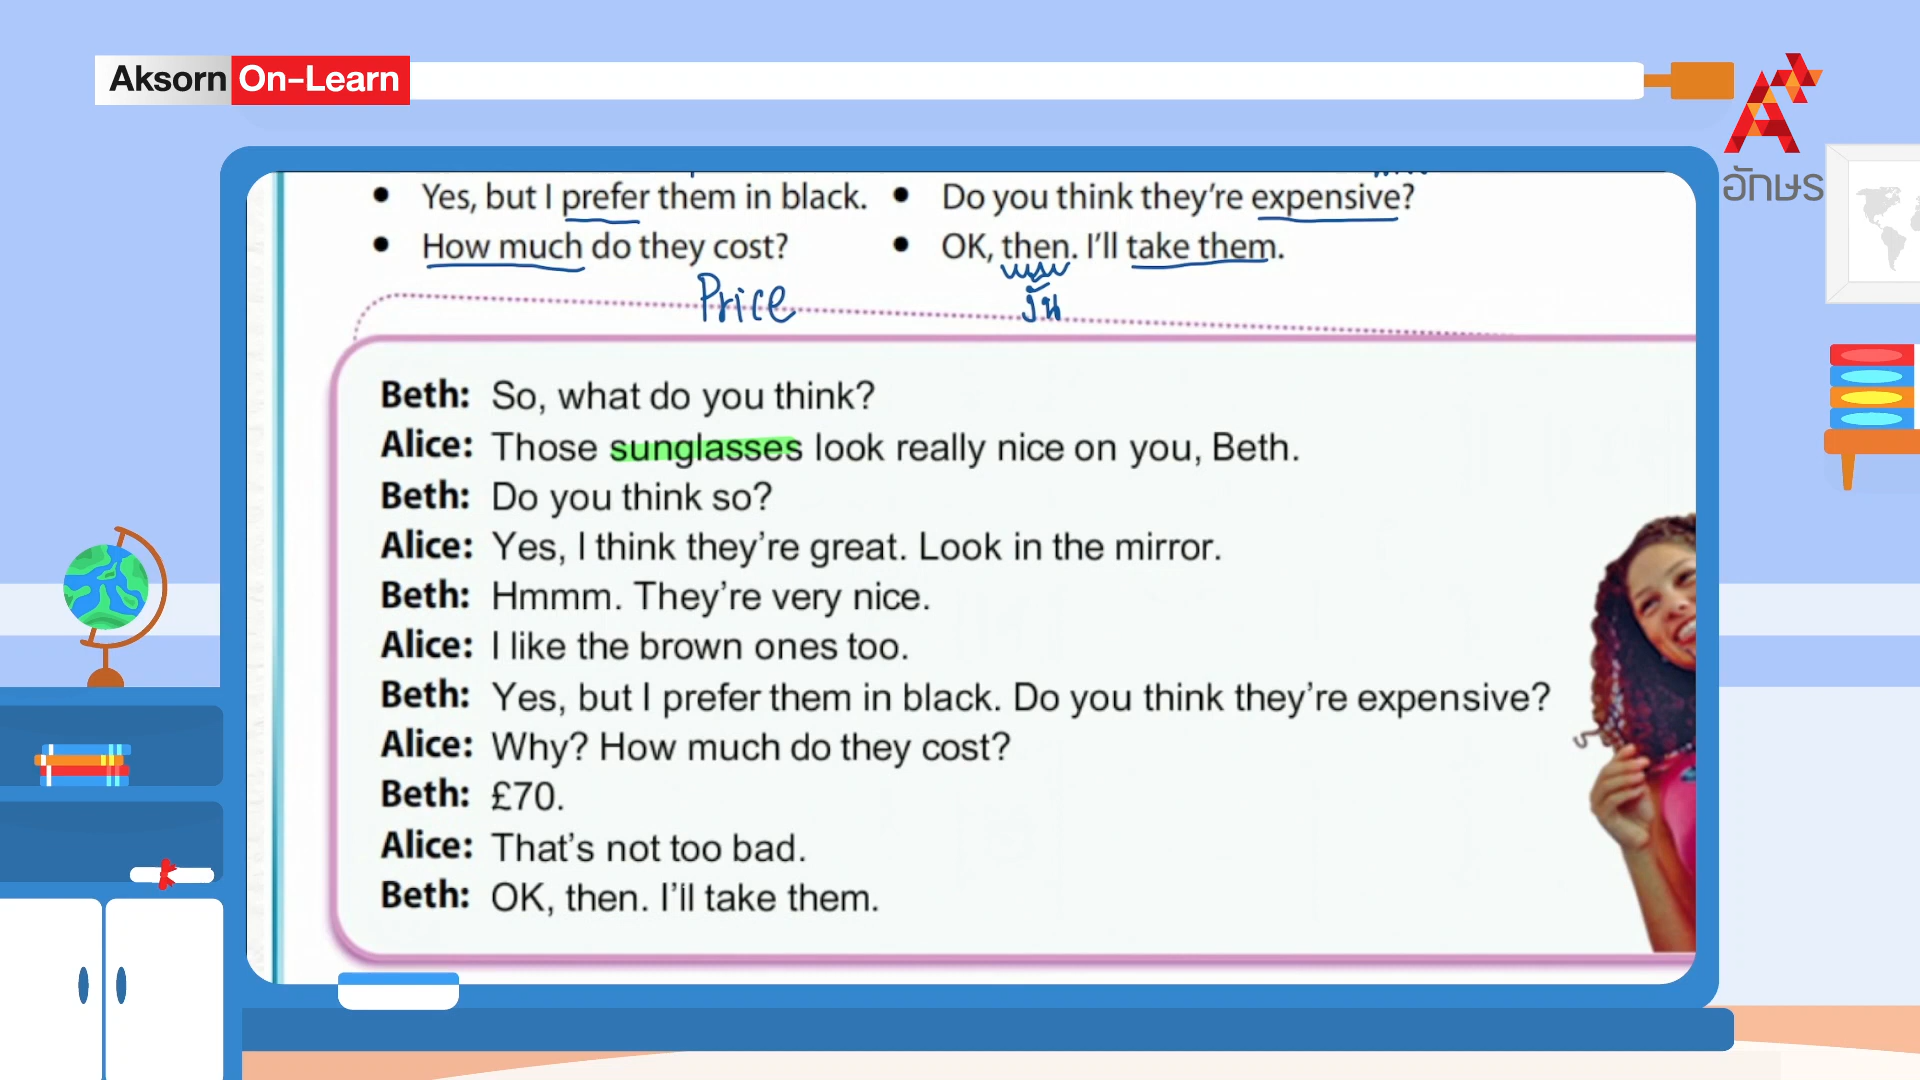 Aksorn On-Learn
อักษร
Yes, but I prefer them in black.
Do you think they're expensive?
How much do they cost?
OK, then. I'll take them.
Price
Beth: So, what do you think?
Alice: Those sunglasses look really nice on you, Beth.
Beth: Do you think so?
Alice: Yes, I think they're great. Look in the mirror.
Beth: Hmmm. They're very nice.
Alice: I like the brown ones too.
Beth: Yes, but I prefer them in black. Do you think they're expensive?
Alice: Why? How much do they cost?
Beth: £70.
Alice: That's not too bad.
Beth: OK, then. I'll take them.